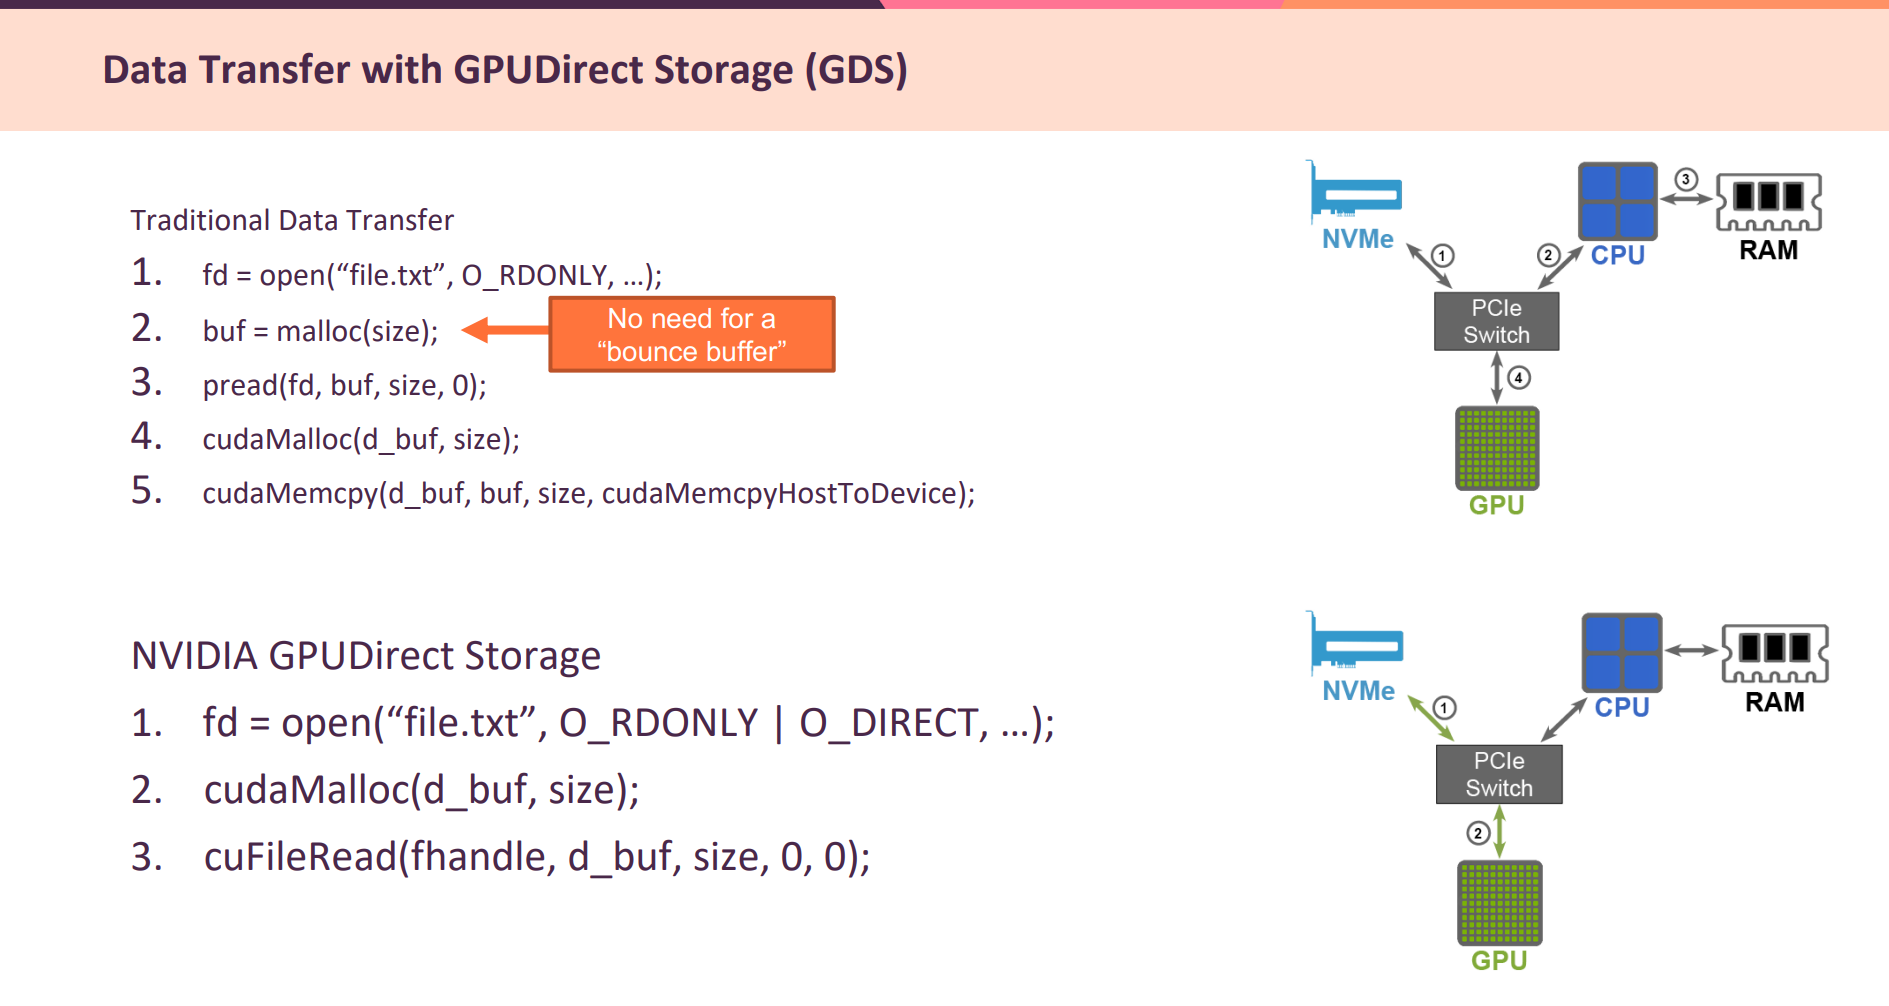 Data Transfer with GPUDirect Storage (GDS)
Traditional Data Transfer
1. fd = open(“file.txt”, O_RDONLY, …);
2. buf = malloc(size);
No need for a
“bounce buffer”
3. pread(fd, buf, size, 0);
4. cudaMalloc(d_buf, size);
5. cudaMemcpy(d_buf, buf, size, cudaMemcpyHostToDevice);
NVMe
1
2
CPU
3
RAM
PCIe
Switch
4
GPU
NVIDIA GPUDirect Storage
1. fd = open(“file.txt”, O_RDONLY | O_DIRECT, …);
2. cudaMalloc(d_buf, size);
3. cuFileRead(fhandle, d_buf, size, 0, 0);
NVMe
1
CPU
RAM
PCIe
Switch
2
GPU